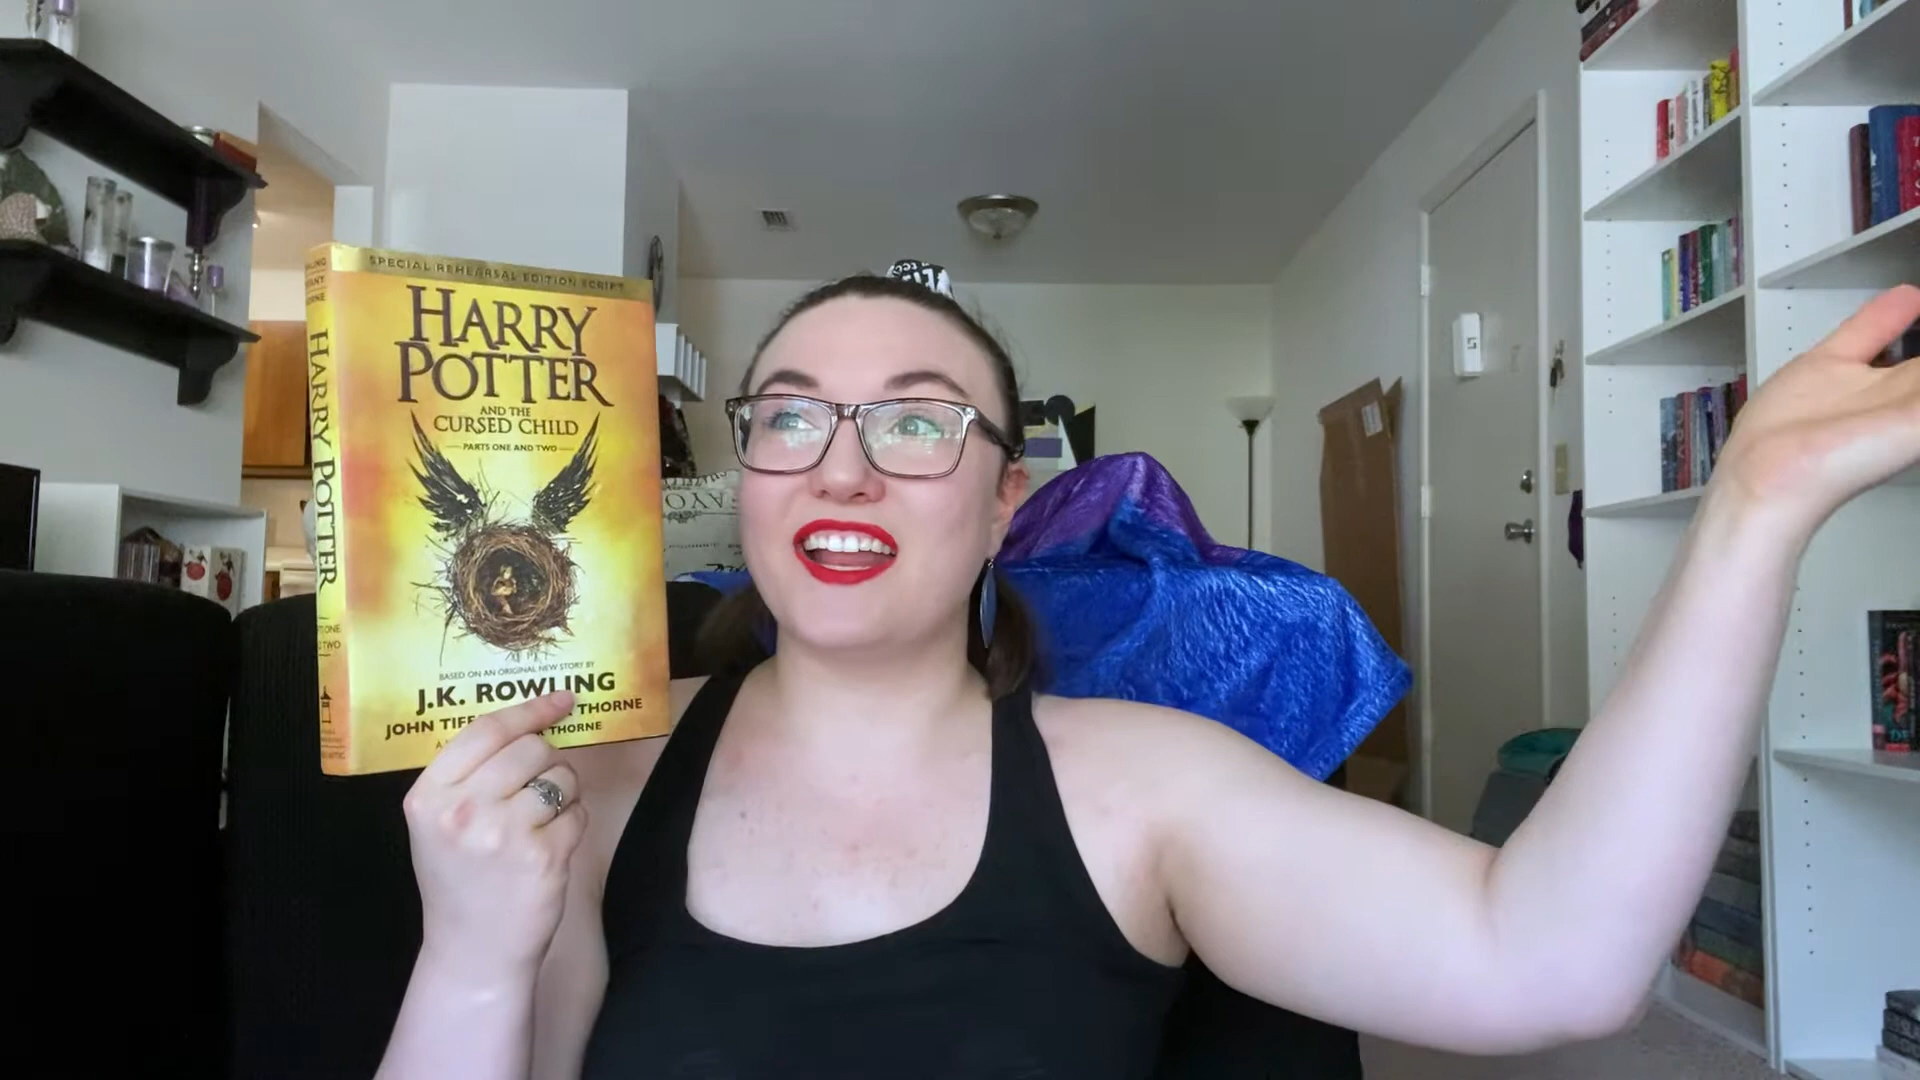 SPECIAL REHEARSAL EDITION SCRIPT
HARRY
POTTER
AND THE
CURSED CHILD
PARTS ONE AND TWO
BASED ON AN ORIGINAL NEW STORY BY
J.K. ROWLING
JOHN THORNE
THORNE
HARRY POTTER
TWO